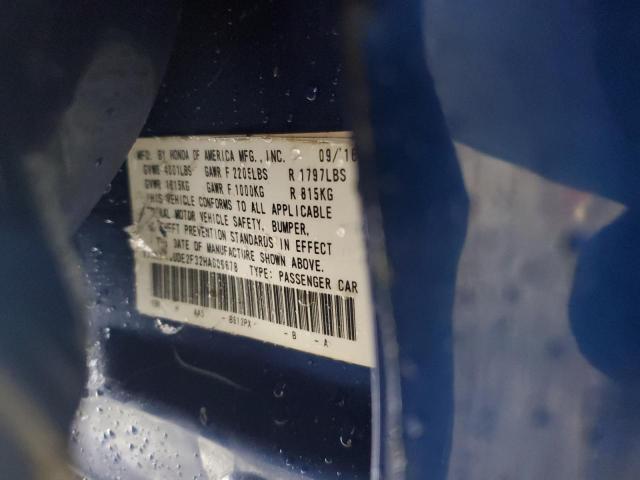 MFD. BY HONDA OF AMERICA MFG., INC. 09/16
GVWR 4001LBS GAWR F 2205LBS R 1797LBS
GVWR 1815KG GAWR F 1000KG R 815KG
THIS VEHICLE CONFORMS TO ALL APPLICABLE
MOTOR VEHICLE SAFETY, BUMPER,
THEFT PREVENTION STANDARDS IN EFFECT
DATE OF MANUFACTURE SHOWN ABOVE.
TYPE: PASSENGER CAR
AAS - B612PX - B - A